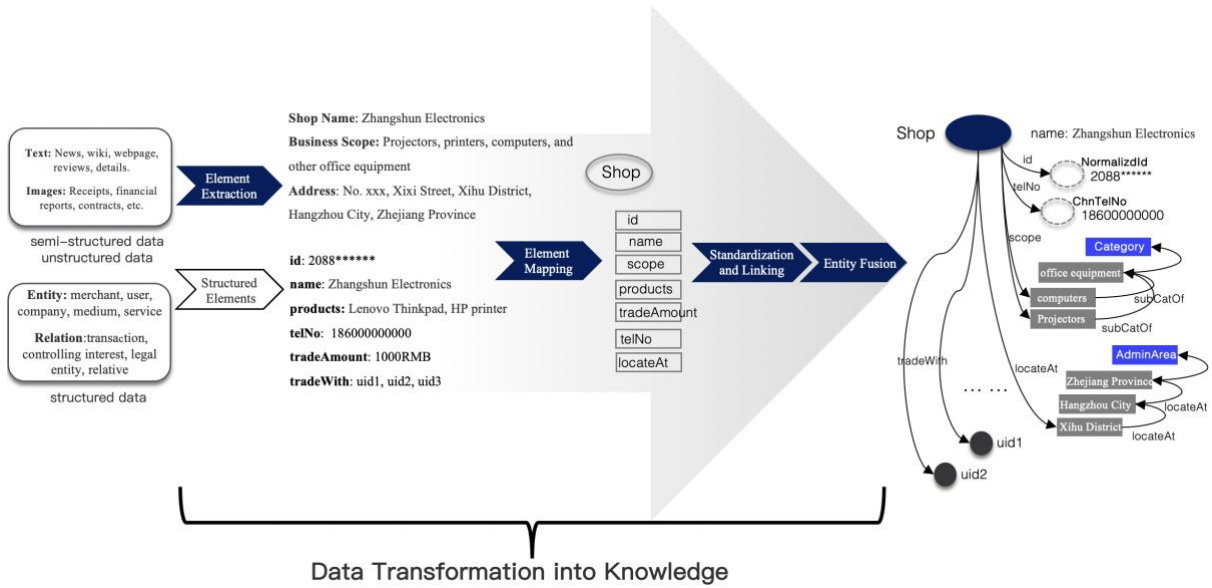 Text: News, wiki, webpage,
reviews, details.
Images: Receipts, financial
reports, contracts, etc.
semi-structured data
unstructured data
Entity: merchant, user,
company, medium, service
Relation:transaction,
controlling interest, legal
entity, relative
structured data
Element
Extraction
Structured
Elements
Shop Name: Zhangshun Electronics
Business Scope: Projectors, printers, computers, and
other office equipment
Address: No. xxx, Xixi Street, Xihu District,
Hangzhou City, Zhejiang Province
id: 2088******
name: Zhangshun Electronics
products: Lenovo Thinkpad, HP printer
telNo: 186000000000
tradeAmount: 1000RMB
tradeWith: uid1, uid2, uid3
Element
Mapping
Shop
id
name
scope
products
tradeAmount
telNo
locateAt
Standardization
and Linking
Entity Fusion
Shop
name: Zhangshun Electronics
id
NormalizdId
2088******
telNo
ChnTelNo
18600000000
scope
Category
office equipment
computers
subCatOf
Projectors
subCatOf
tradeWith
locateAt
AdminArea
Zhejiang Province
Hangzhou City
locateAt
Xihu District
locateAt
... ...
uid1
uid2
Data Transformation into Knowledge